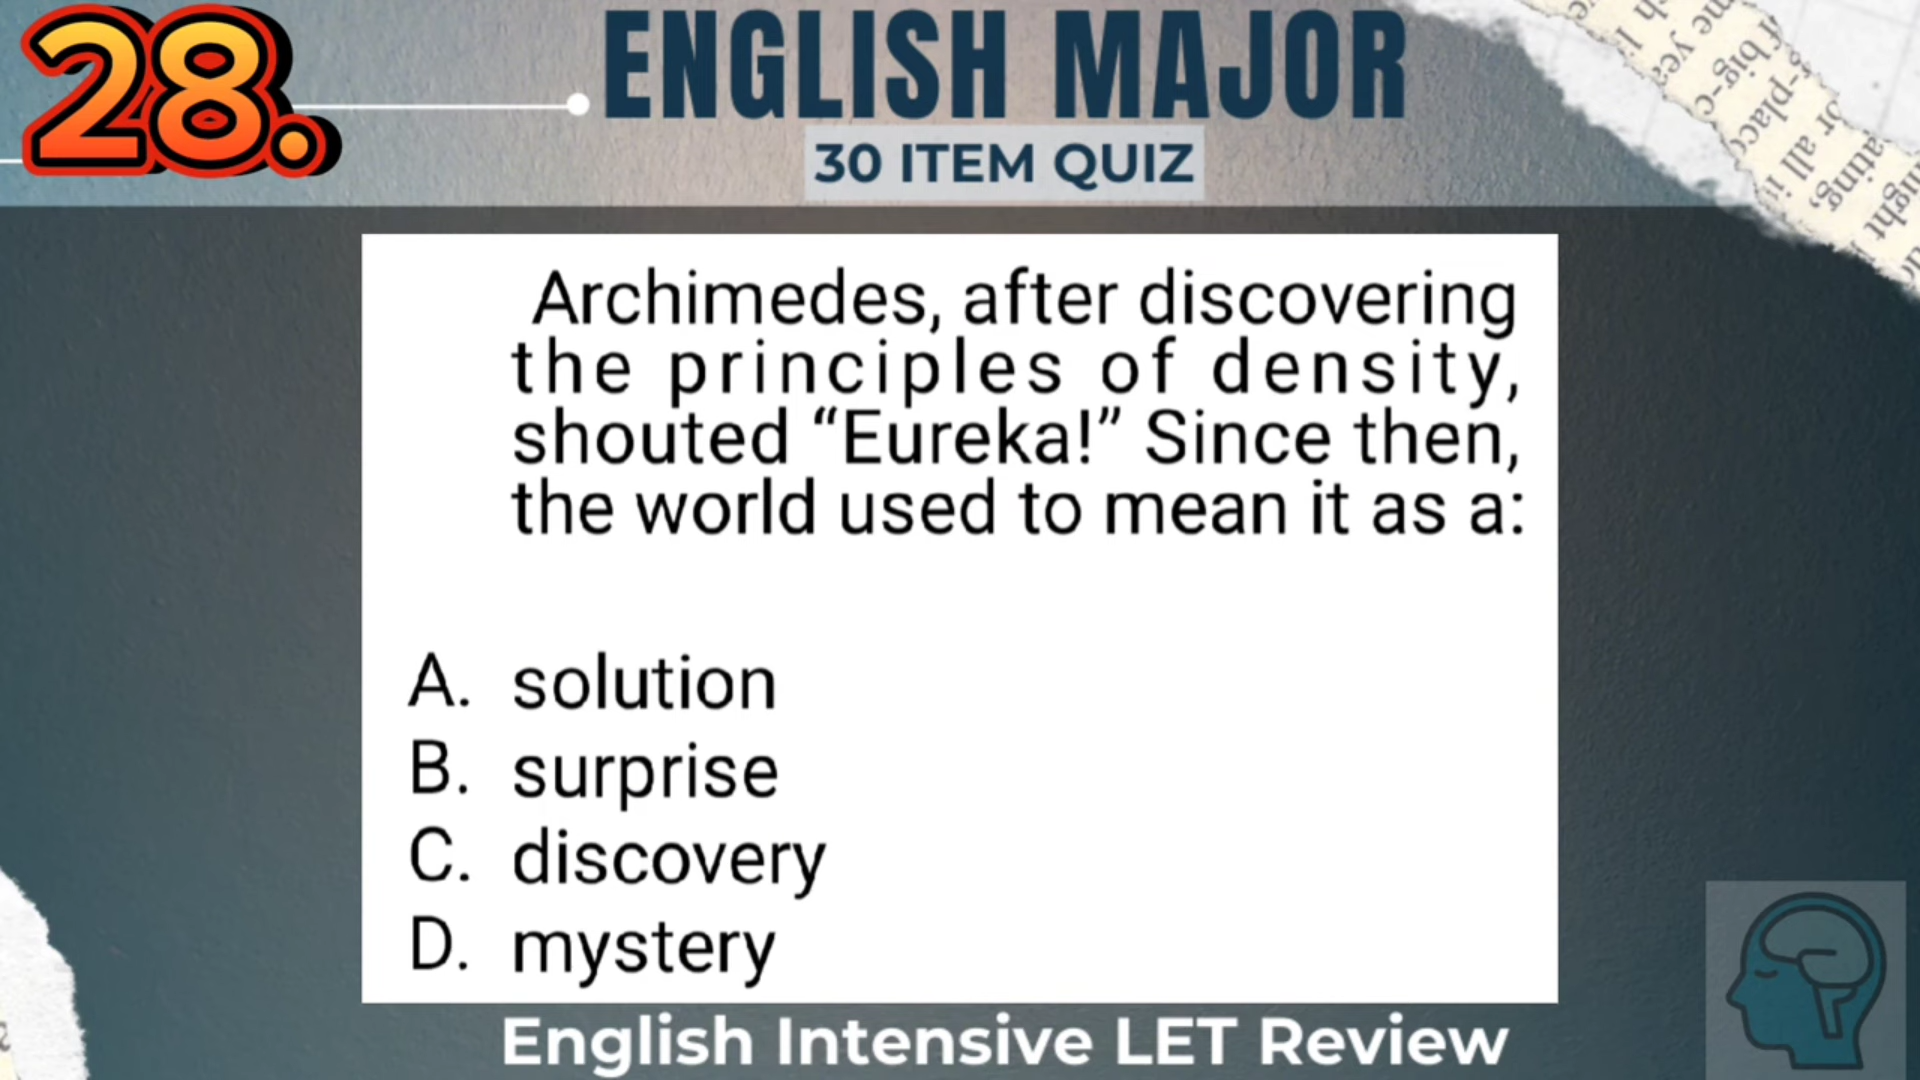 28.
ENGLISH MAJOR
30 ITEM QUIZ
Archimedes, after discovering
the principles of density,
shouted “Eureka!” Since then,
the world used to mean it as a:
A. solution
B. surprise
C. discovery
D. mystery
English Intensive LET Review